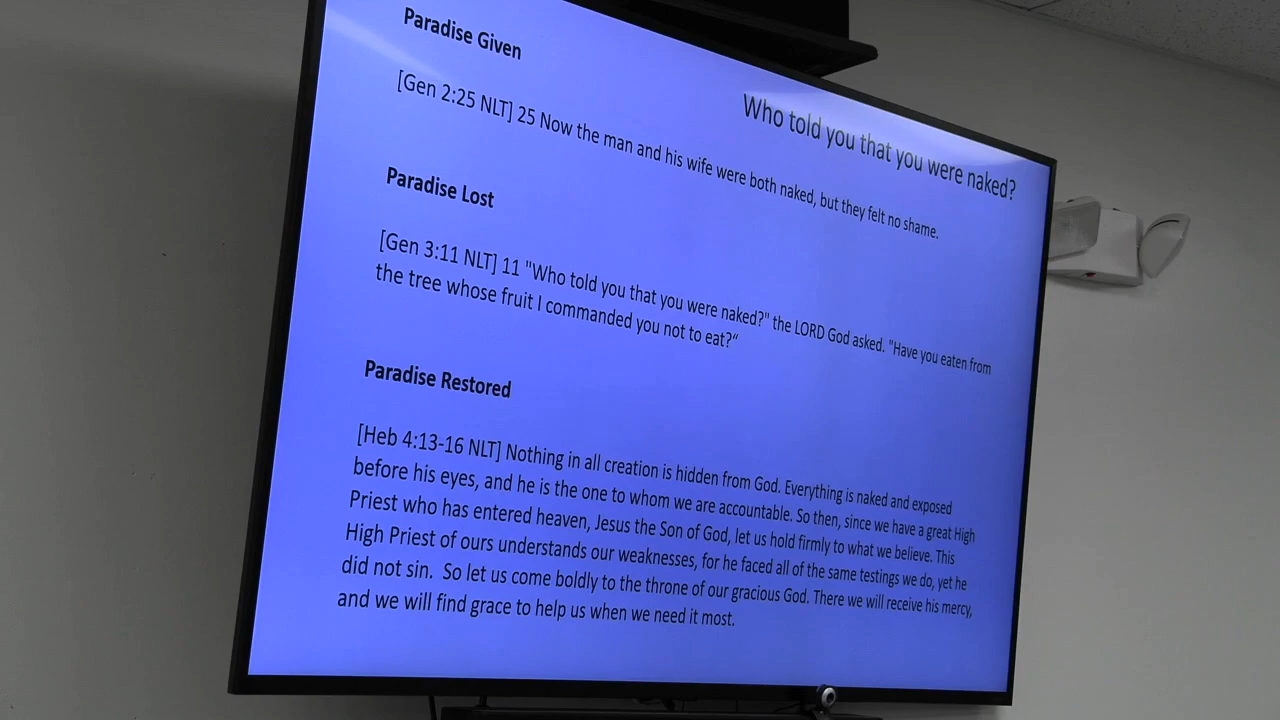 Who told you that you were naked?
Paradise Given
[Gen 2:25 NLT] 25 Now the man and his wife were both naked, but they felt no shame.
Paradise Lost
[Gen 3:11 NLT] 11 "Who told you that you were naked?" the LORD God asked. "Have you eaten from
the tree whose fruit I commanded you not to eat?“
Paradise Restored
[Heb 4:13-16 NLT] Nothing in all creation is hidden from God. Everything is naked and exposed
before his eyes, and he is the one to whom we are accountable. So then, since we have a great High
Priest who has entered heaven, Jesus the Son of God, let us hold firmly to what we believe. This
High Priest of ours understands our weaknesses, for he faced all of the same testings we do, yet he
did not sin.  So let us come boldly to the throne of our gracious God. There we will receive his mercy,
and we will find grace to help us when we need it most.